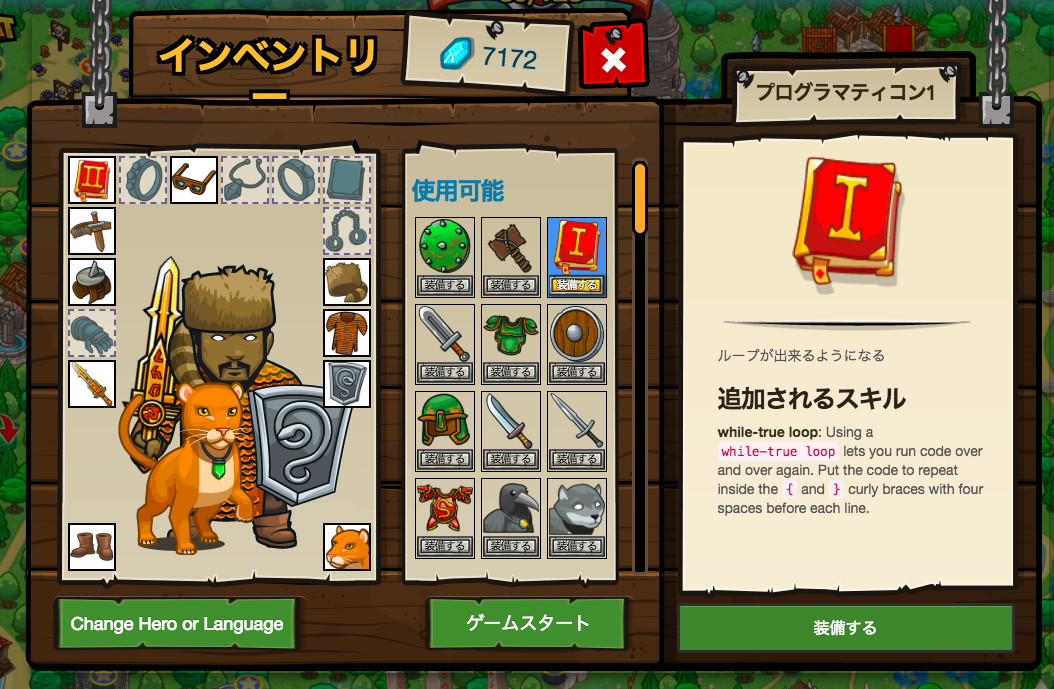 インベントリ
7172
プログラマティコン1
II
使用可能
I
装備する 装備する 装備する
装備する 装備する 装備する
装備する 装備する 装備する
S
装備する 装備する 装備する
I
ループが出来るようになる
追加されるスキル
while-true loop: Using a
while-true loop lets you run code over
and over again. Put the code to repeat
inside the { and } curly braces with four
spaces before each line.
Change Hero or Language
ゲームスタート
装備する